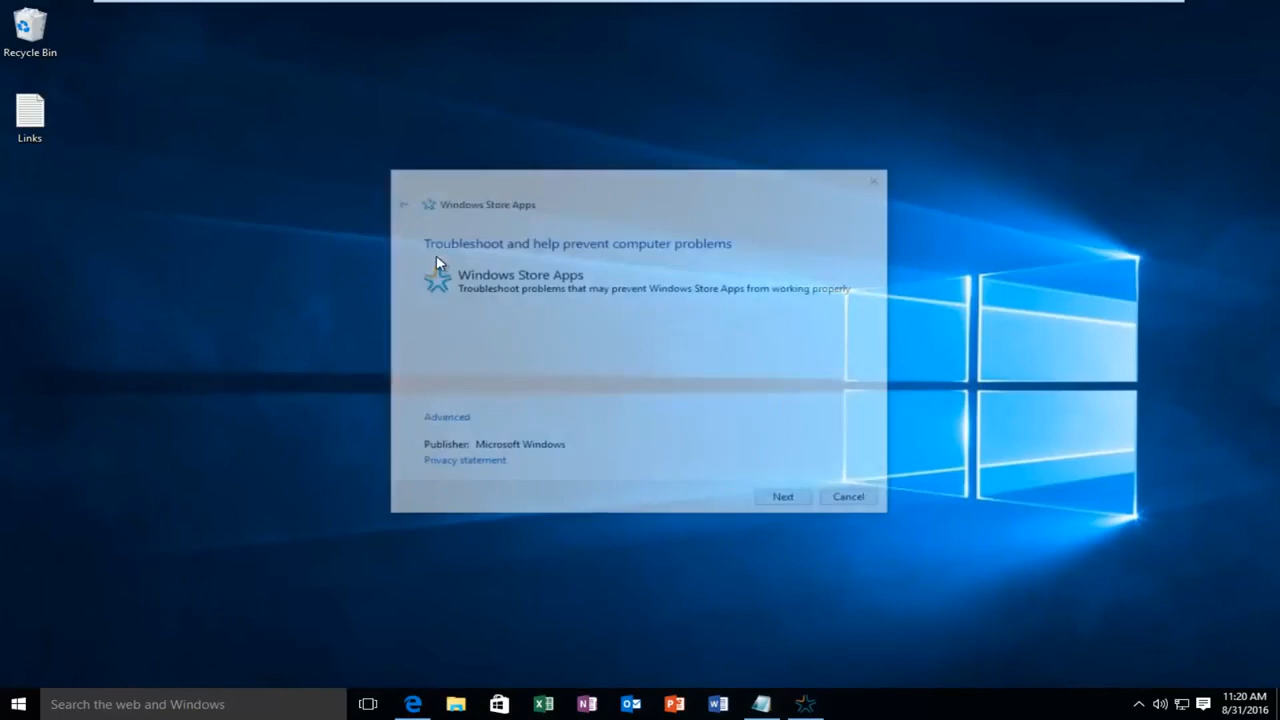 Recycle Bin
Links
Windows Store Apps
Troubleshoot and help prevent computer problems
Windows Store Apps
Troubleshoot problems that may prevent Windows Store Apps from working properly.
Advanced
Publisher: Microsoft Windows
Privacy statement
Next
Cancel
Search the web and Windows
11:20 AM
8/31/2016